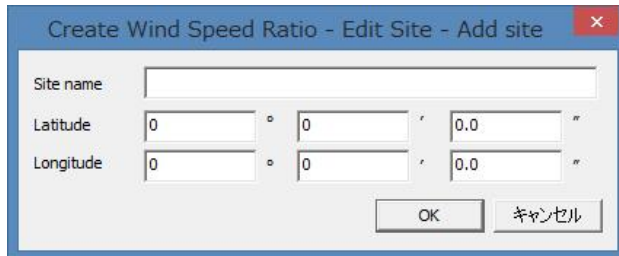 Create Wind Speed Ratio - Edit Site - Add site ×
Site name
Latitude 0 ° 0 ′ 0.0 ″
Longitude 0 ° 0 ′ 0.0 ″
OK キャンセル